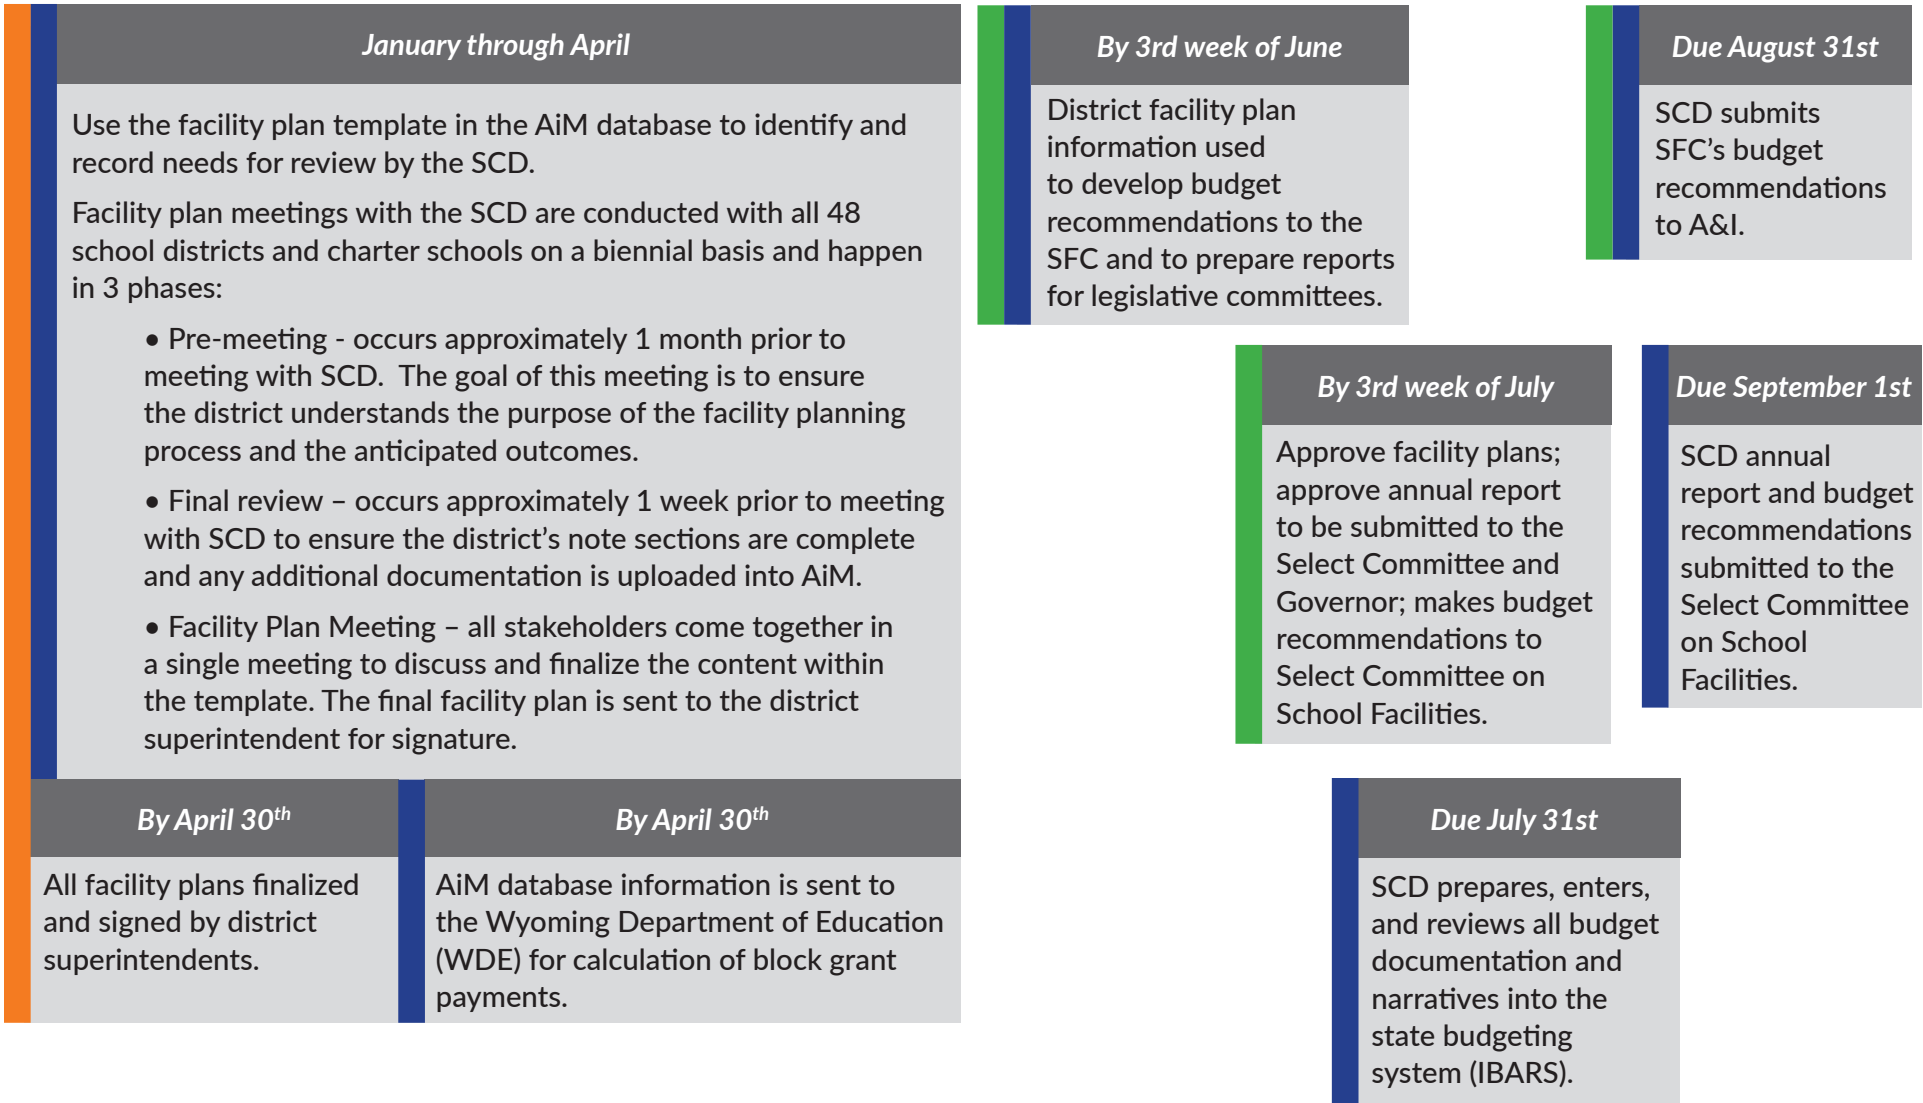 January through April
Use the facility plan template in the AiM database to identify and
record needs for review by the SCD.
Facility plan meetings with the SCD are conducted with all 48
school districts and charter schools on a biennial basis and happen
in 3 phases:
• Pre-meeting - occurs approximately 1 month prior to
meeting with SCD.  The goal of this meeting is to ensure
the district understands the purpose of the facility planning
process and the anticipated outcomes.
• Final review – occurs approximately 1 week prior to meeting
with SCD to ensure the district’s note sections are complete
and any additional documentation is uploaded into AiM.
• Facility Plan Meeting – all stakeholders come together in
a single meeting to discuss and finalize the content within
the template. The final facility plan is sent to the district
superintendent for signature.
By April 30th
All facility plans finalized
and signed by district
superintendents.
By April 30th
AiM database information is sent to
the Wyoming Department of Education
(WDE) for calculation of block grant
payments.
By 3rd week of June
District facility plan
information used
to develop budget
recommendations to the
SFC and to prepare reports
for legislative committees.
By 3rd week of July
Approve facility plans;
approve annual report
to be submitted to the
Select Committee and
Governor; makes budget
recommendations to
Select Committee on
School Facilities.
Due July 31st
SCD prepares, enters,
and reviews all budget
documentation and
narratives into the
state budgeting
system (IBARS).
Due August 31st
SCD submits
SFC’s budget
recommendations
to A&I.
Due September 1st
SCD annual
report and budget
recommendations
submitted to the
Select Committee
on School
Facilities.